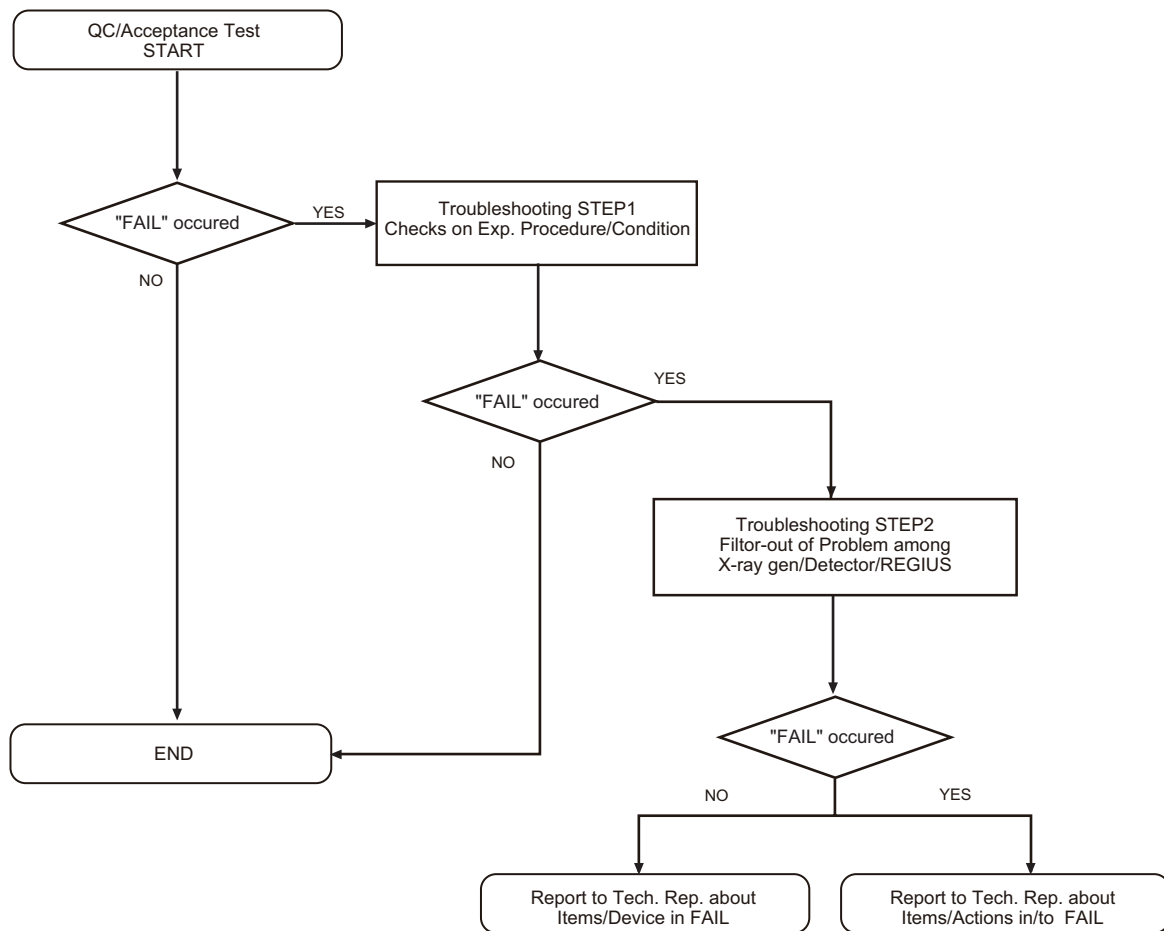 QC/Acceptance Test
START
"FAIL" occured
YES
Troubleshooting STEP1
Checks on Exp. Procedure/Condition
NO
"FAIL" occured
YES
NO
Troubleshooting STEP2
Filtor-out of Problem among
X-ray gen/Detector/REGIUS
END
"FAIL" occured
NO
YES
Report to Tech. Rep. about
Items/Device in FAIL
Report to Tech. Rep. about
Items/Actions in/to FAIL